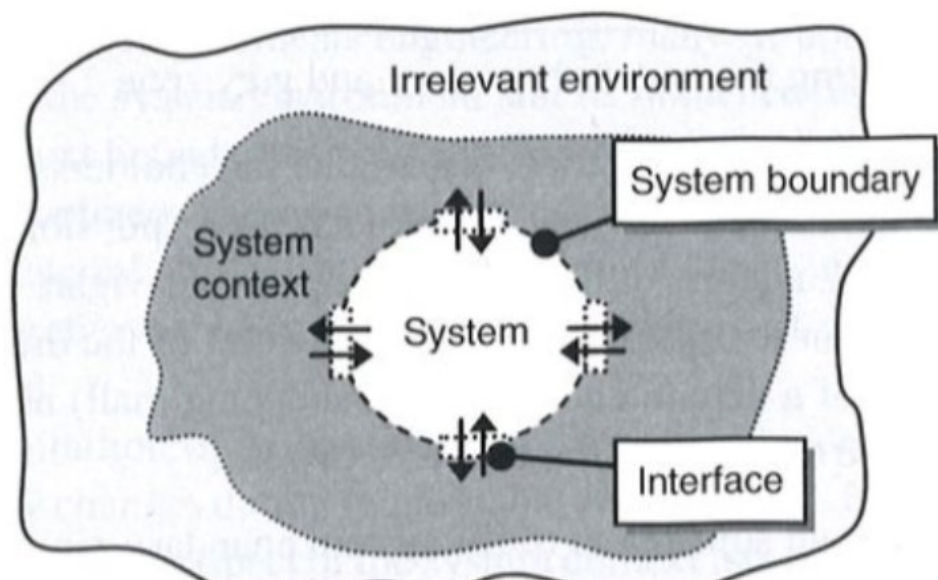 Irrelevant environment
System boundary
System
context
System
Interface